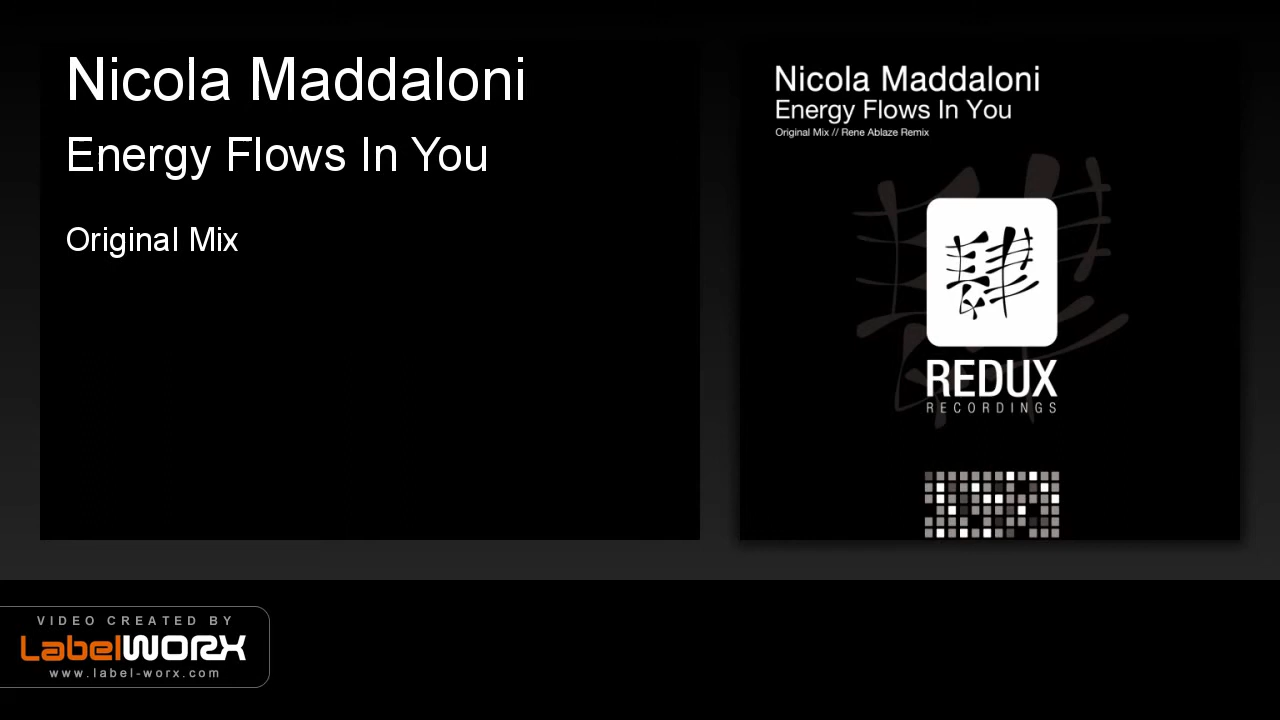 Nicola Maddaloni
Energy Flows In You
Original Mix
Nicola Maddaloni
Energy Flows In You
Original Mix // Rene Ablaze Remix
肆
REDUX
RECORDINGS
VIDEO CREATED BY
LabelWORX
www.label-worx.com